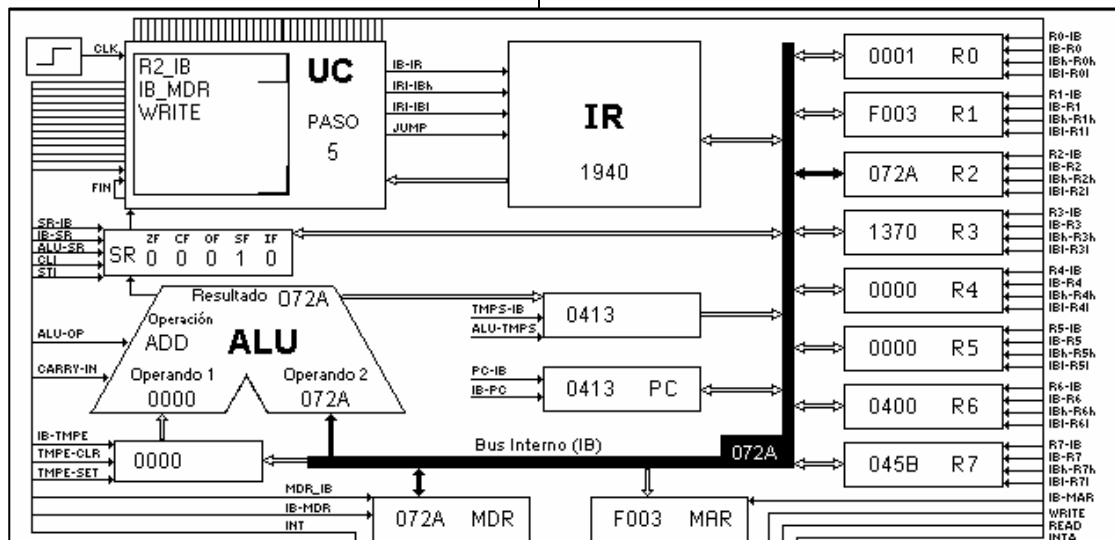 CLK
R2_IB
IB_MDR
WRITE
UC
PASO
5
FIN
IB-IR
IRl-IBh
IRl-IBl
JUMP
IR
1940
0001 R0
F003 R1
072A R2
1370 R3
0000 R4
0000 R5
0400 R6
045B R7
R0-IB
IB-R0
IBh-R0h
IBl-R0l
R1-IB
IB-R1
IBh-R1h
IBl-R1l
R2-IB
IB-R2
IBh-R2h
IBl-R2l
R3-IB
IB-R3
IBh-R3h
IBl-R3l
R4-IB
IB-R4
IBh-R4h
IBl-R4l
R5-IB
IB-R5
IBh-R5h
IBl-R5l
R6-IB
IB-R6
IBh-R6h
IBl-R6l
R7-IB
IB-R7
IBh-R7h
IBl-R7l
SR-IB
IB-SR
ALU-SR
CLI
STI
ZF CF OF SF IF
SR 0 0 0 1 0
Resultado 072A
Operación
ADD
ALU
Operando 1
0000
Operando 2
072A
ALU-OP
CARRY-IN
TMPS-IB
ALU-TMPS
0413
PC-IB
IB-PC
0413 PC
IB-TMPE
TMPE-CLR
TMPE-SET
0000
Bus Interno (IB)
072A
MDR_IB
IB-MDR
INT
072A MDR
F003 MAR
IB-MAR
WRITE
READ
INTA